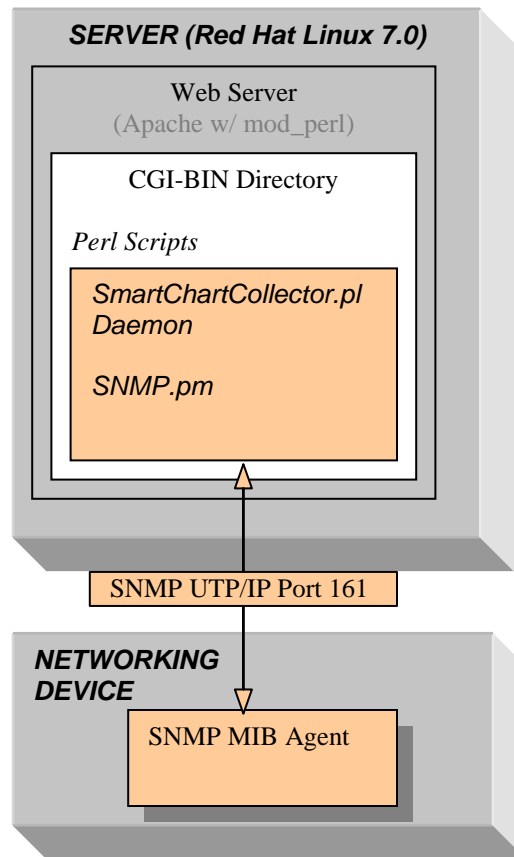 SERVER (Red Hat Linux 7.0)
Web Server
(Apache w/ mod_perl)
CGI-BIN Directory
Perl Scripts
SmartChartCollector.pl
Daemon
SNMP.pm
SNMP UTP/IP Port 161
NETWORKING
DEVICE
SNMP MIB Agent